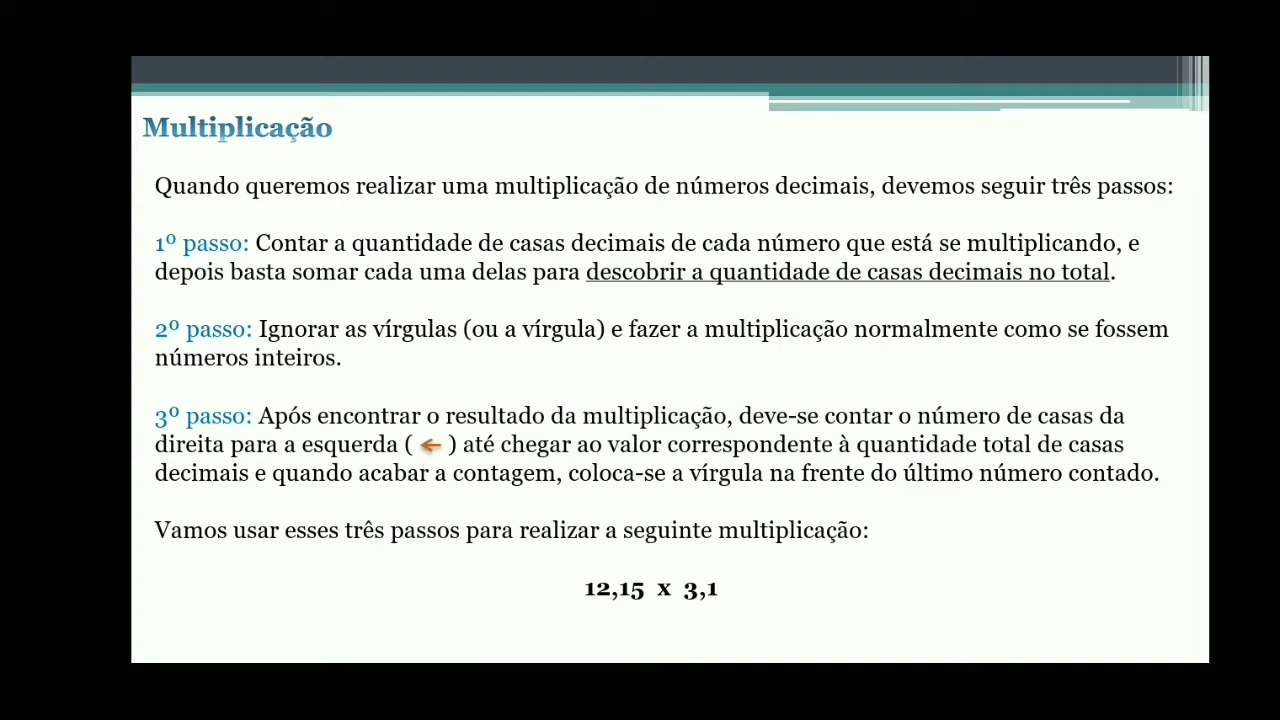 Multiplicação
Quando queremos realizar uma multiplicação de números decimais, devemos seguir três passos:
1º passo: Contar a quantidade de casas decimais de cada número que está se multiplicando, e
depois basta somar cada uma delas para descobrir a quantidade de casas decimais no total.
2º passo: Ignorar as vírgulas (ou a vírgula) e fazer a multiplicação normalmente como se fossem
números inteiros.
3º passo: Após encontrar o resultado da multiplicação, deve-se contar o número de casas da
direita para a esquerda ( ← ) até chegar ao valor correspondente à quantidade total de casas
decimais e quando acabar a contagem, coloca-se a vírgula na frente do último número contado.
Vamos usar esses três passos para realizar a seguinte multiplicação:
12,15 x 3,1